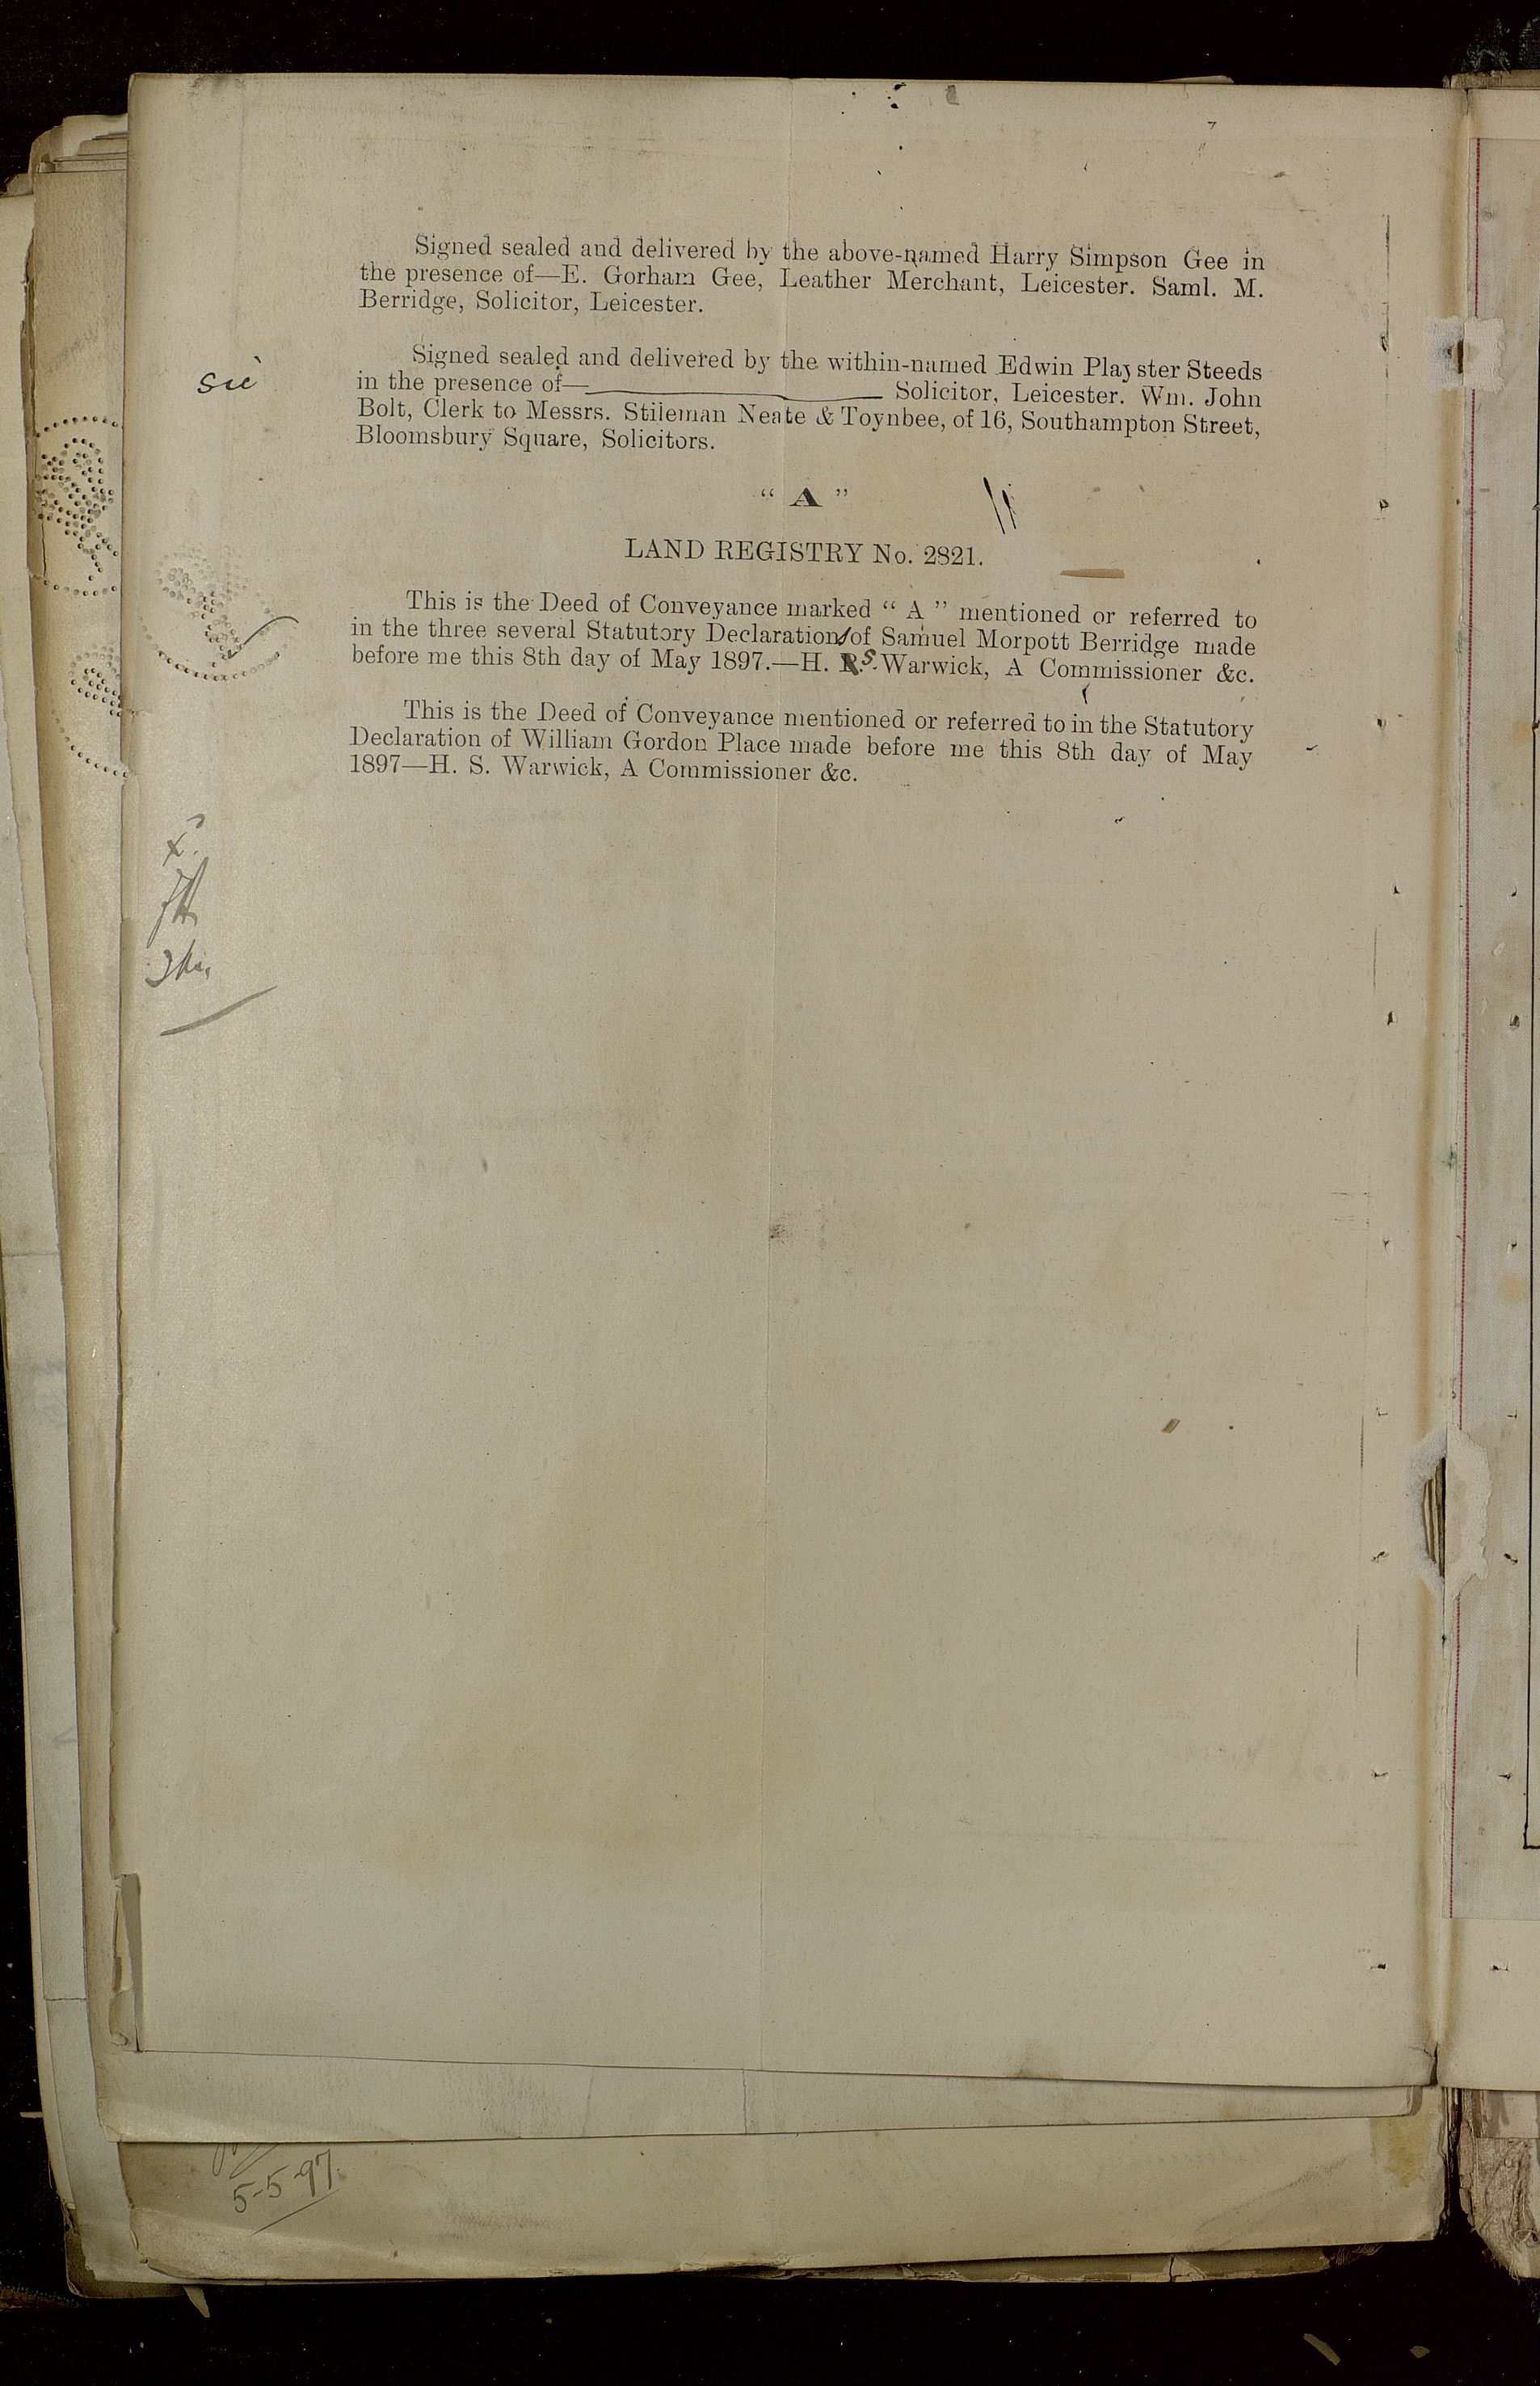 Signed sealed and delivered by the above-named Harry Simpson Gee in
the presence of—E. Gorham Gee, Leather Merchant, Leicester. Saml. M.
Berridge, Solicitor, Leicester.
sic
Signed sealed and delivered by the within-named Edwin Playster Steeds
in the presence of— Solicitor, Leicester. Wm. John
Bolt, Clerk to Messrs. Stileman Neate & Toynbee, of 16, Southampton Street,
Bloomsbury Square, Solicitors.
“ A ”
LAND REGISTRY No. 2821.
This is the Deed of Conveyance marked “ A ” mentioned or referred to
in the three several Statutory Declarations of Samuel Morpott Berridge made
before me this 8th day of May 1897.—H. S. Warwick, A Commissioner &c.
This is the Deed of Conveyance mentioned or referred to in the Statutory
Declaration of William Gordon Place made before me this 8th day of May
1897—H. S. Warwick, A Commissioner &c.
5-5-97